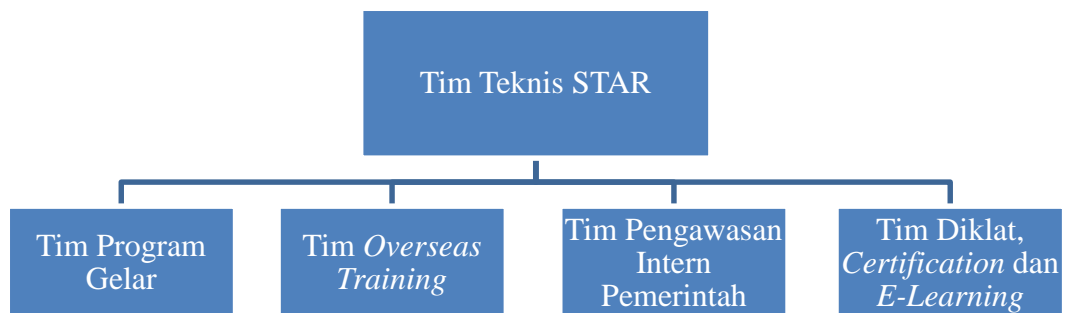 Tim Teknis STAR
Tim Program
Gelar
Tim Overseas
Training
Tim Pengawasan
Intern
Pemerintah
Tim Diklat,
Certification dan
E-Learning